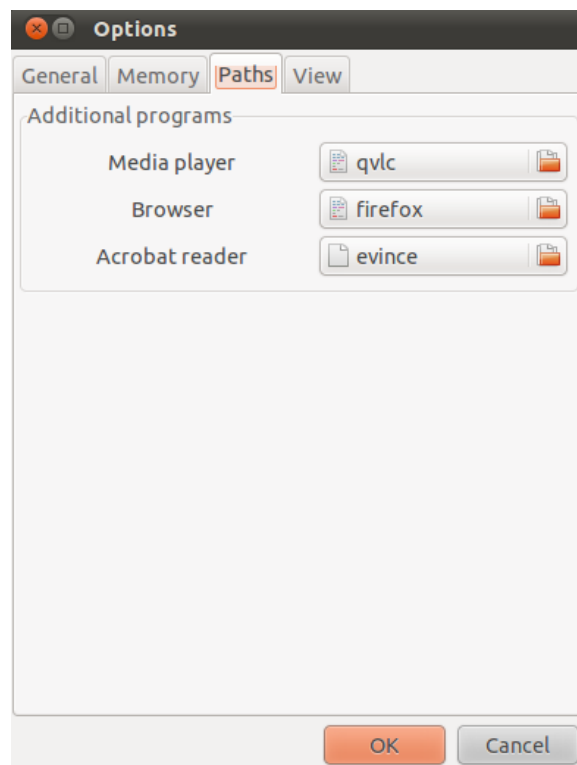 Options
General Memory Paths View
Additional programs
Media player qvlc
Browser firefox
Acrobat reader evince
OK Cancel